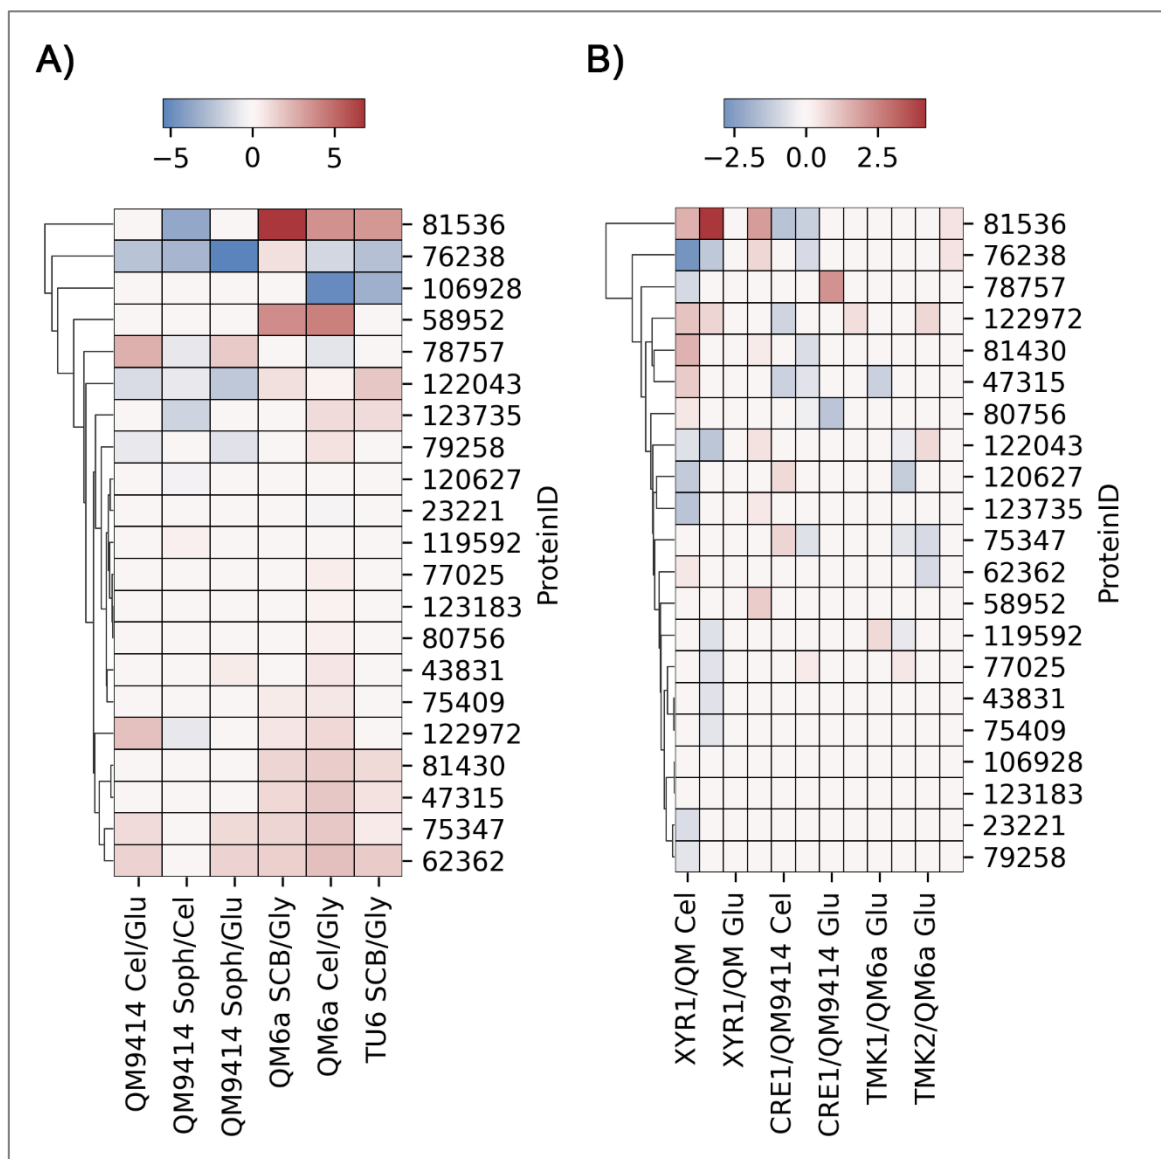 A)
−5 0 5
81536
76238
106928
58952
78757
122043
123735
79258
120627
23221
119592
77025
123183
80756
43831
75409
122972
81430
47315
75347
62362
ProteinID
QM9414 Cel/Glu
QM9414 Soph/Cel
QM9414 Soph/Glu
QM6a SCB/Gly
QM6a Cel/Gly
TU6 SCB/Gly
B)
−2.5 0.0 2.5
81536
76238
78757
122972
81430
47315
80756
122043
120627
123735
75347
62362
58952
119592
77025
43831
75409
106928
123183
23221
79258
ProteinID
XYR1/QM Cel
XYR1/QM Glu
CRE1/QM9414 Cel
CRE1/QM9414 Glu
TMK1/QM6a Glu
TMK2/QM6a Glu